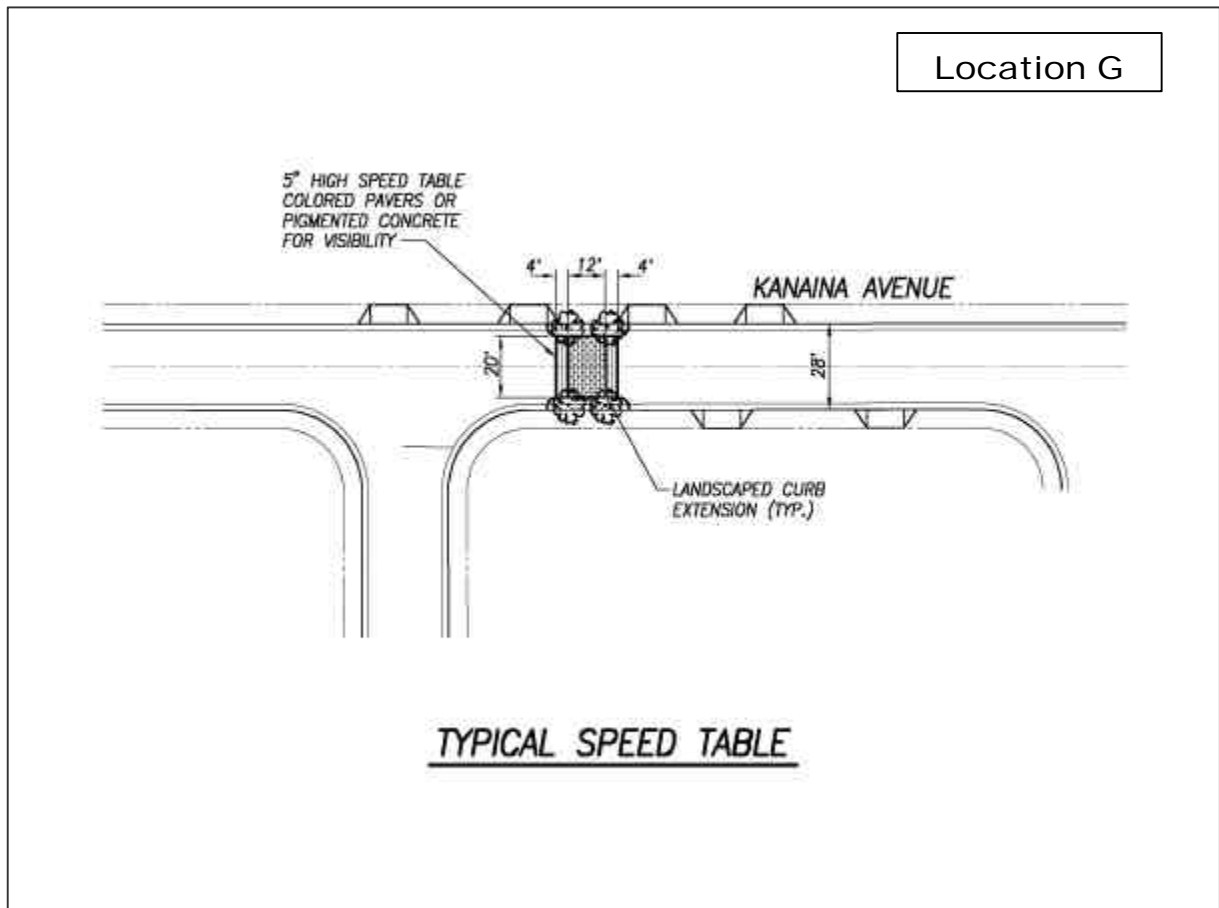 Location G
5" HIGH SPEED TABLE
COLORED PAVERS OR
PIGMENTED CONCRETE
FOR VISIBILITY
4' 12' 4'
KANAINA AVENUE
20'
28'
LANDSCAPED CURB
EXTENSION (TYP.)
TYPICAL SPEED TABLE